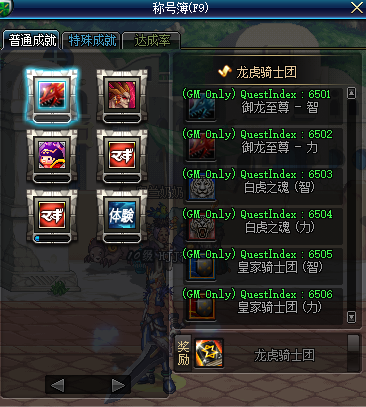 称号簿(F9)
普通成就 特殊成就 达成率
龙虎骑士团
(GM Only) QuestIndex : 6501
御龙至尊 - 智
(GM Only) QuestIndex : 6502
御龙至尊 - 力
(GM Only) QuestIndex : 6503
白虎之魂 (智)
(GM Only) QuestIndex : 6504
白虎之魂 (力)
(GM Only) QuestIndex : 6505
皇家骑士团 (智)
(GM Only) QuestIndex : 6506
皇家骑士团 (力)
体験
奖励 龙虎骑士团